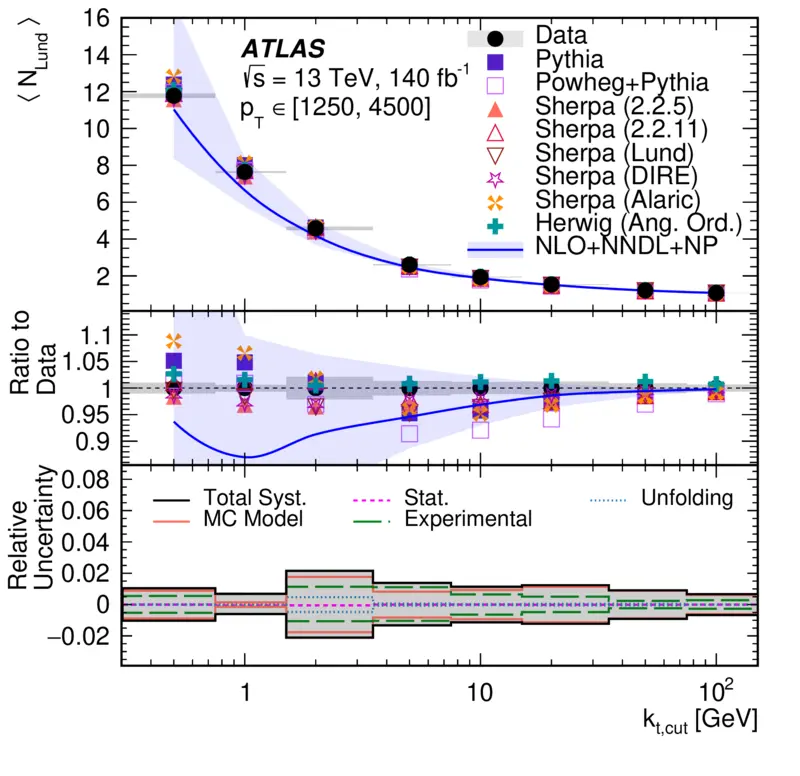 16
14
12
10
8
6
4
2
⟨ N_Lund ⟩
ATLAS
√s = 13 TeV, 140 fb⁻¹
p_T ∈ [1250, 4500]
Data
Pythia
Powheg+Pythia
Sherpa (2.2.5)
Sherpa (2.2.11)
Sherpa (Lund)
Sherpa (DIRE)
Sherpa (Alaric)
Herwig (Ang. Ord.)
NLO+NNDL+NP
1.1
1.05
1
0.95
0.9
Ratio to
Data
0.08
0.06
0.04
0.02
0
−0.02
Relative
Uncertainty
Total Syst.
MC Model
Stat.
Experimental
Unfolding
1
10
10²
k_t,cut [GeV]